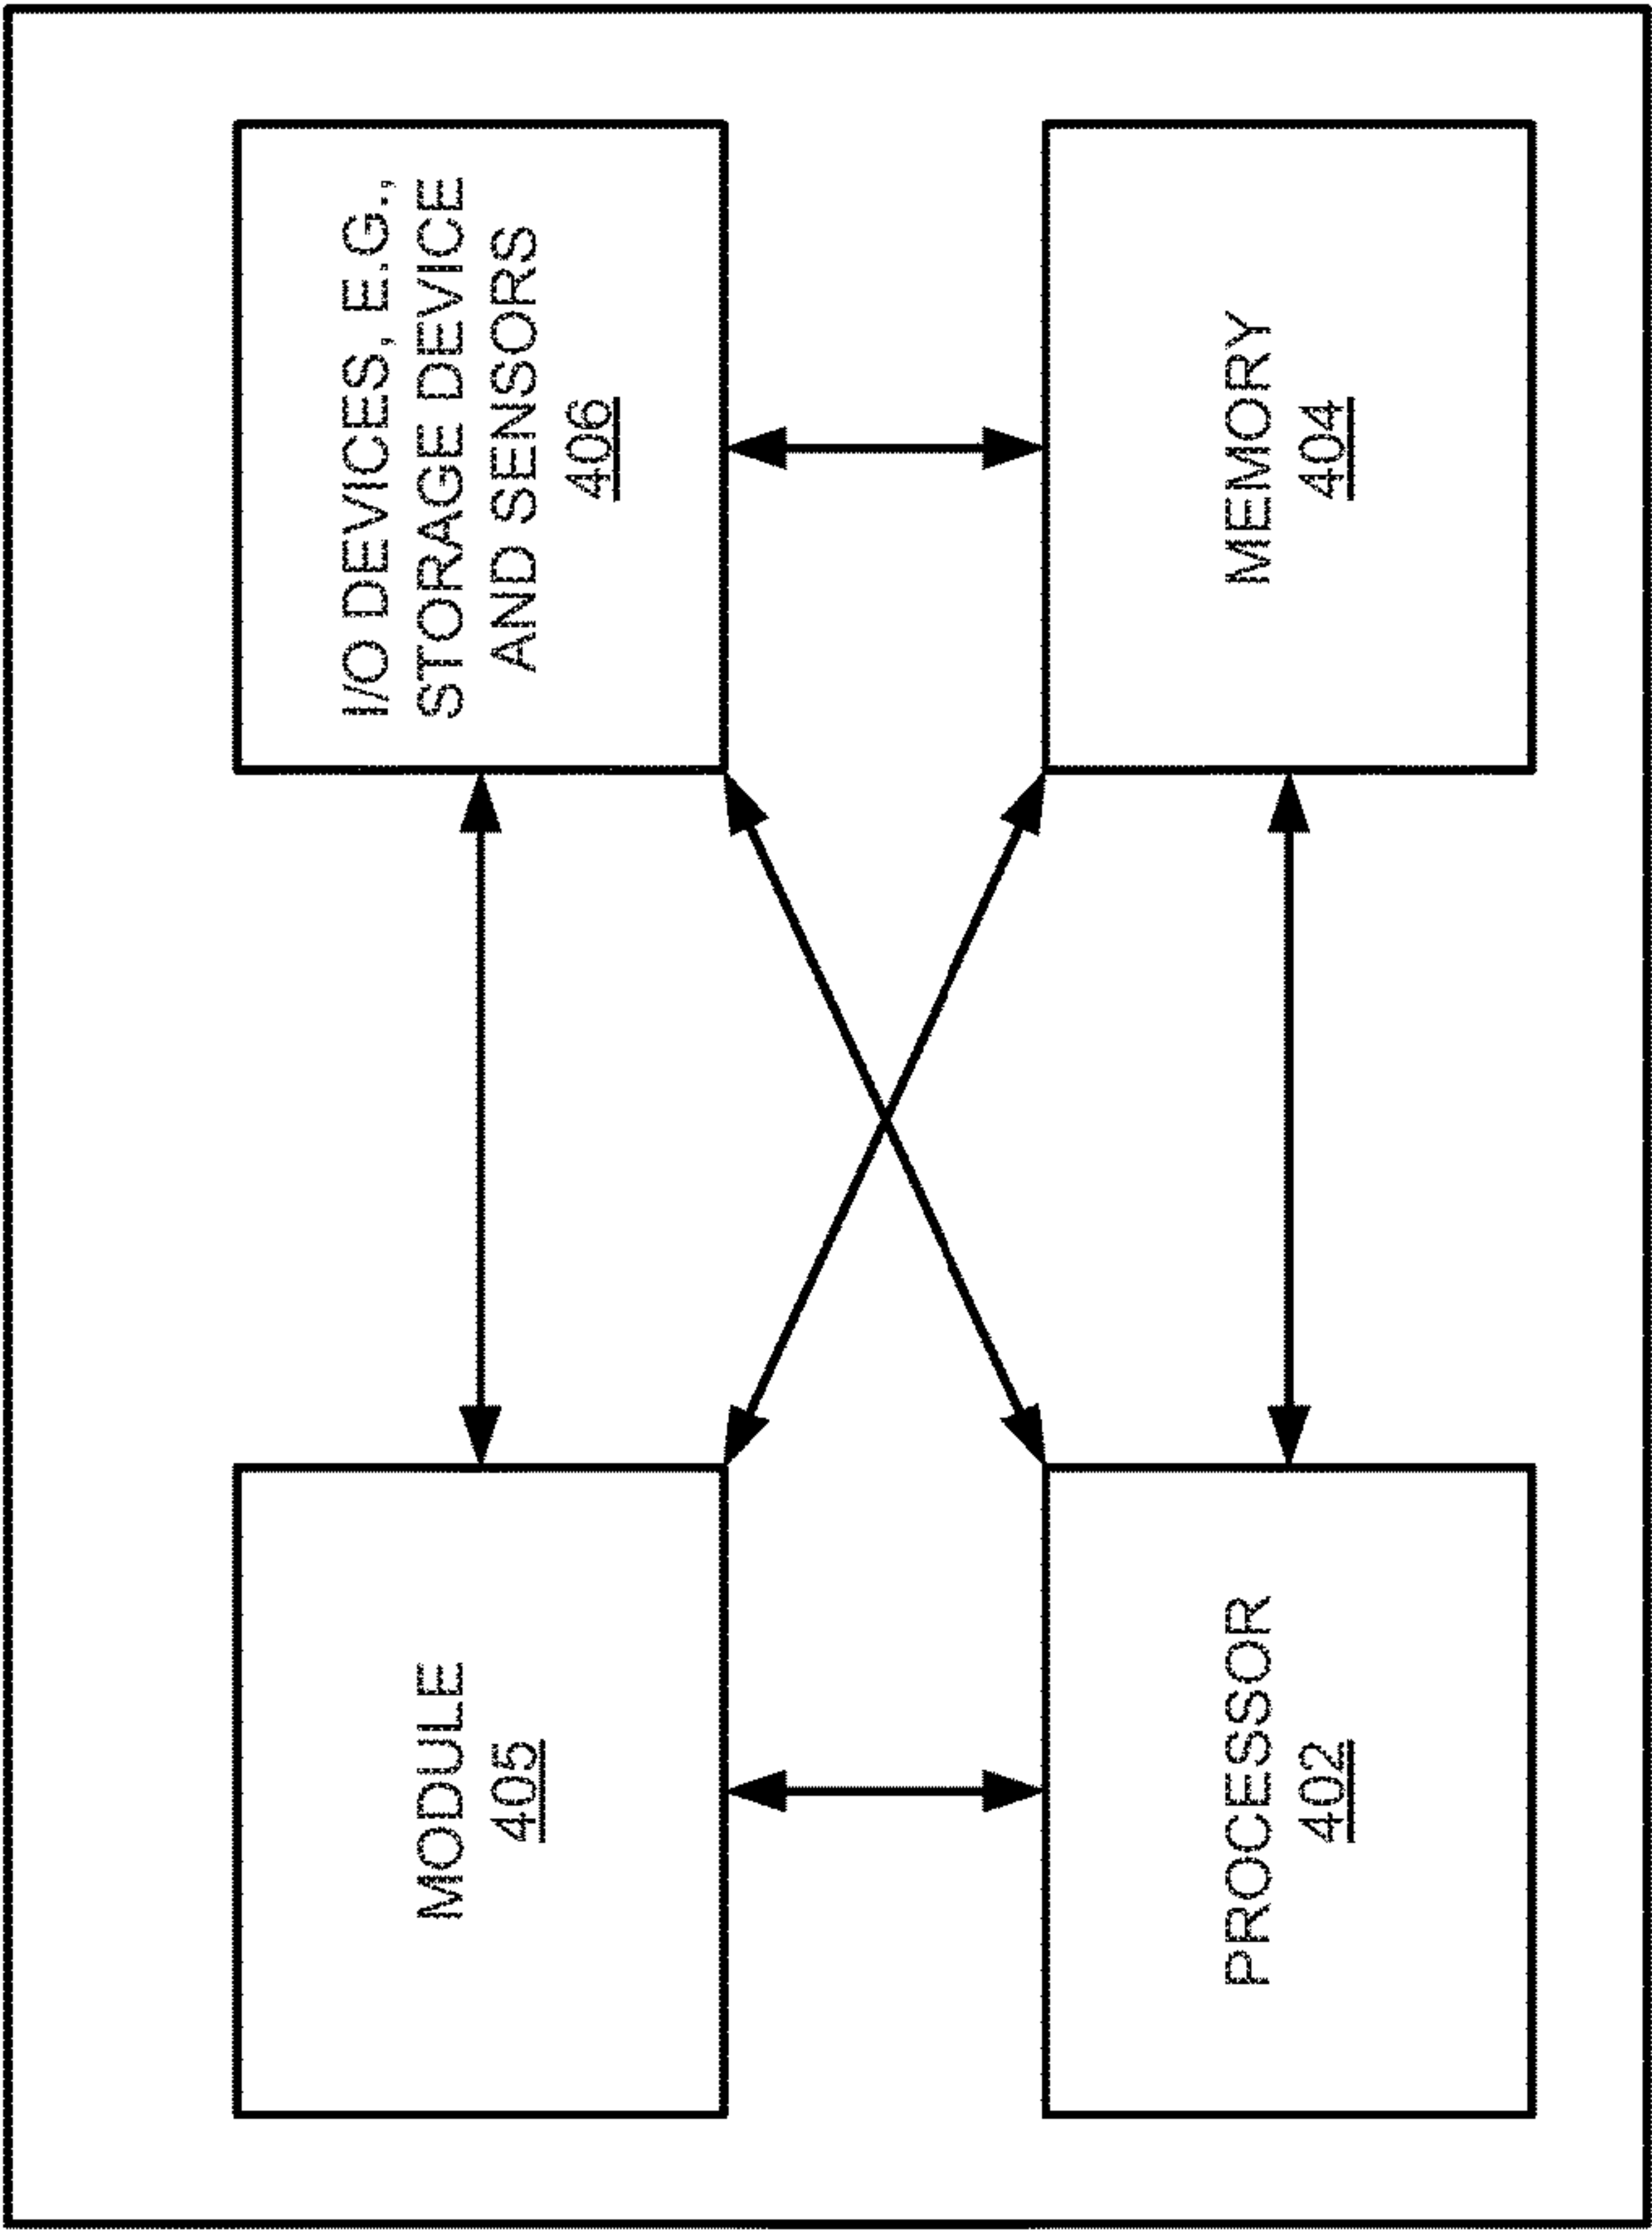 MODULE
405
I/O DEVICES, E.G.,
STORAGE DEVICE
AND SENSORS
406
PROCESSOR
402
MEMORY
404